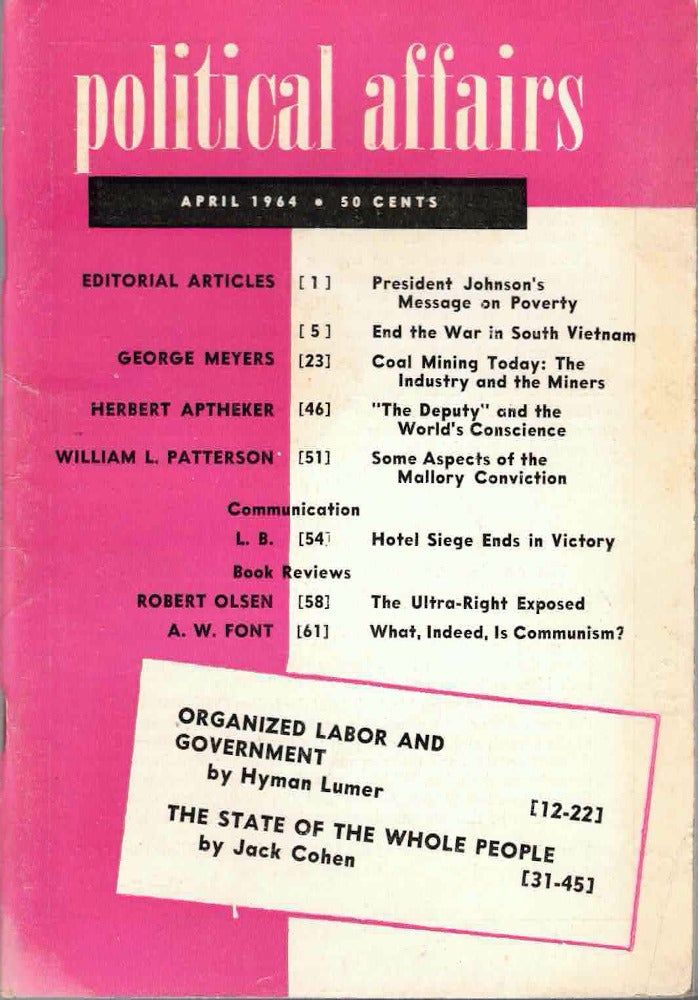 political affairs
APRIL 1964 • 50 CENTS
EDITORIAL ARTICLES [1] President Johnson's
Message on Poverty
[5] End the War in South Vietnam
GEORGE MEYERS [23] Coal Mining Today: The
Industry and the Miners
HERBERT APTHEKER [46] "The Deputy" and the
World's Conscience
WILLIAM L. PATTERSON [51] Some Aspects of the
Mallory Conviction
Communication
L. B. [54] Hotel Siege Ends in Victory
Book Reviews
ROBERT OLSEN [58] The Ultra-Right Exposed
A. W. FONT [61] What, Indeed, Is Communism?
ORGANIZED LABOR AND
GOVERNMENT
by Hyman Lumer
[12-22]
THE STATE OF THE WHOLE PEOPLE
by Jack Cohen
[31-45]